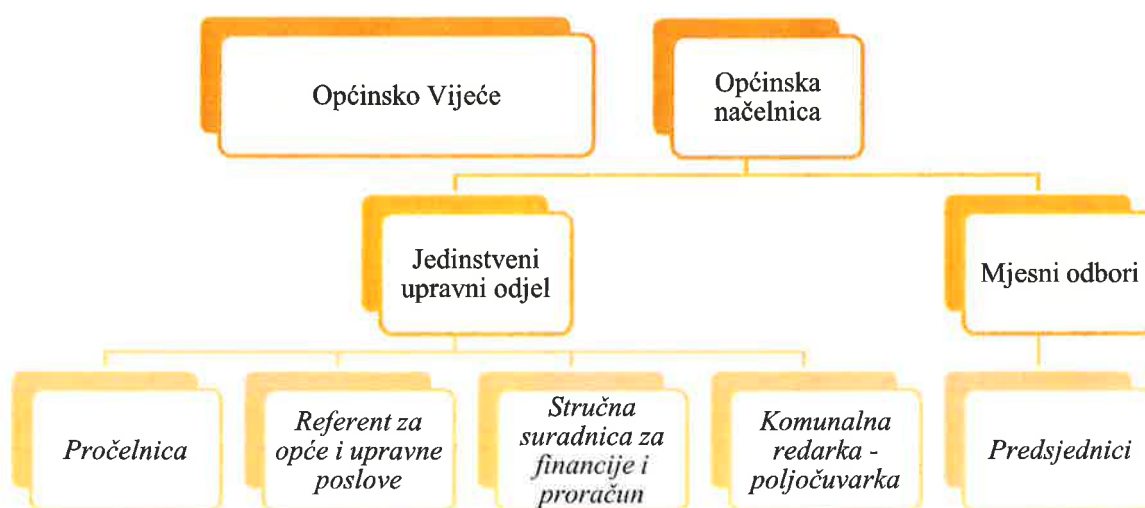 Općinsko Vijeće
Općinska
načelnica
Jedinstveni
upravni odjel
Mjesni odbori
Pročelnica
Referent za
opće i upravne
poslove
Stručna
suradnica za
financije i
proračun
Komunalna
redarka -
poljočuvarka
Predsjednici